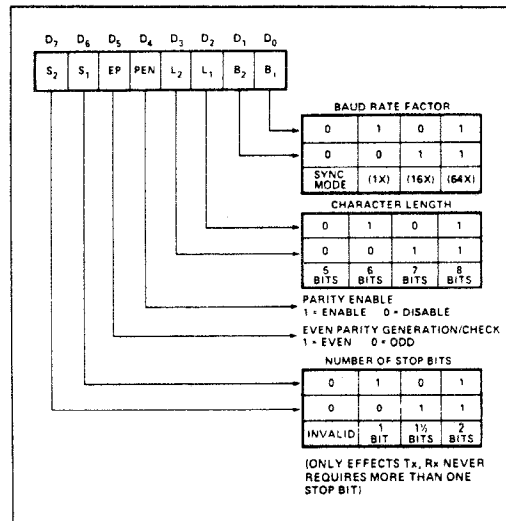 D7 D6 D5 D4 D3 D2 D1 D0
S2 S1 EP PEN L2 L1 B2 B1
BAUD RATE FACTOR
0 1 0 1
0 0 1 1
SYNC MODE (1X) (16X) (64X)
CHARACTER LENGTH
0 1 0 1
0 0 1 1
5 BITS 6 BITS 7 BITS 8 BITS
PARITY ENABLE
1 = ENABLE 0 = DISABLE
EVEN PARITY GENERATION/CHECK
1 = EVEN 0 = ODD
NUMBER OF STOP BITS
0 1 0 1
0 0 1 1
INVALID 1 BIT 1½ BITS 2 BITS
(ONLY EFFECTS Tx, Rx NEVER
REQUIRES MORE THAN ONE
STOP BIT)